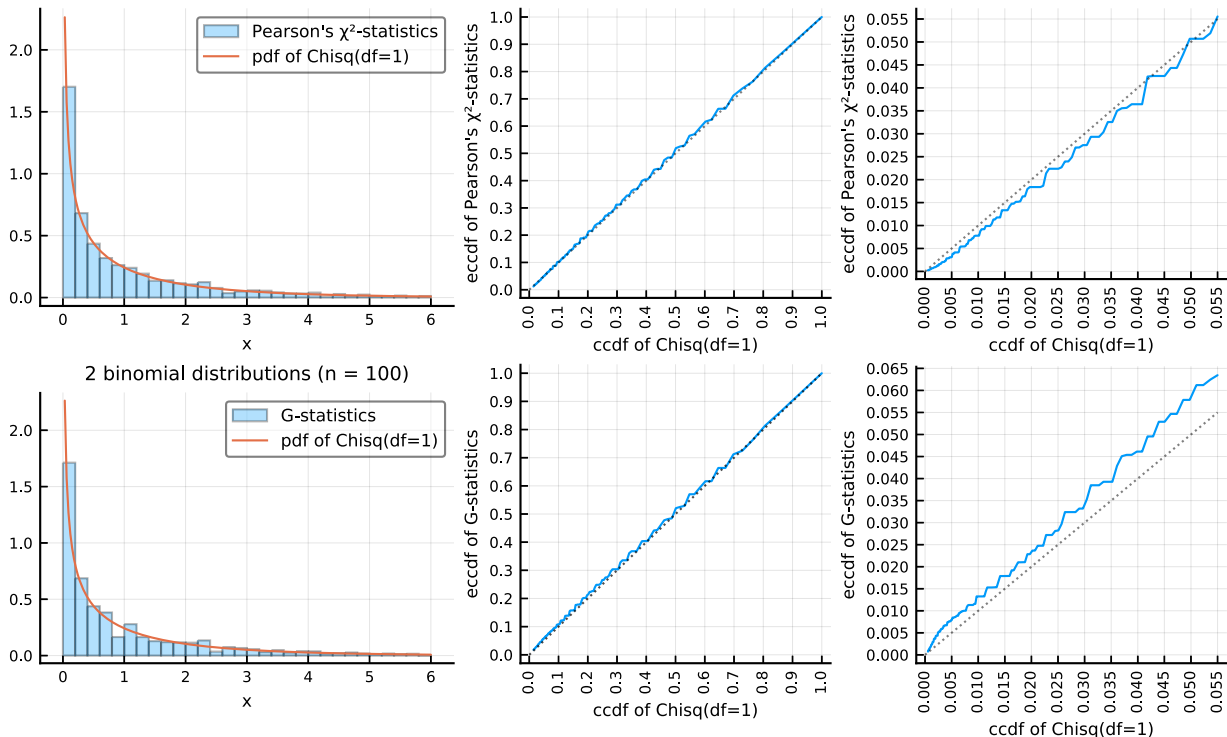 Pearson's χ²-statistics
pdf of Chisq(df=1)
2.0
1.5
1.0
0.5
0.0
0 1 2 3 4 5 6
x
eccdf of Pearson's χ²-statistics
1.0
0.9
0.8
0.7
0.6
0.5
0.4
0.3
0.2
0.1
0.0
0.0 0.1 0.2 0.3 0.4 0.5 0.6 0.7 0.8 0.9 1.0
ccdf of Chisq(df=1)
eccdf of Pearson's χ²-statistics
0.055
0.050
0.045
0.040
0.035
0.030
0.025
0.020
0.015
0.010
0.005
0.000
0.000 0.005 0.010 0.015 0.020 0.025 0.030 0.035 0.040 0.045 0.050 0.055
ccdf of Chisq(df=1)
2 binomial distributions (n = 100)
G-statistics
pdf of Chisq(df=1)
2.0
1.5
1.0
0.5
0.0
0 1 2 3 4 5 6
x
eccdf of G-statistics
1.0
0.9
0.8
0.7
0.6
0.5
0.4
0.3
0.2
0.1
0.0
0.0 0.1 0.2 0.3 0.4 0.5 0.6 0.7 0.8 0.9 1.0
ccdf of Chisq(df=1)
eccdf of G-statistics
0.065
0.060
0.055
0.050
0.045
0.040
0.035
0.030
0.025
0.020
0.015
0.010
0.005
0.000
0.000 0.005 0.010 0.015 0.020 0.025 0.030 0.035 0.040 0.045 0.050 0.055
ccdf of Chisq(df=1)